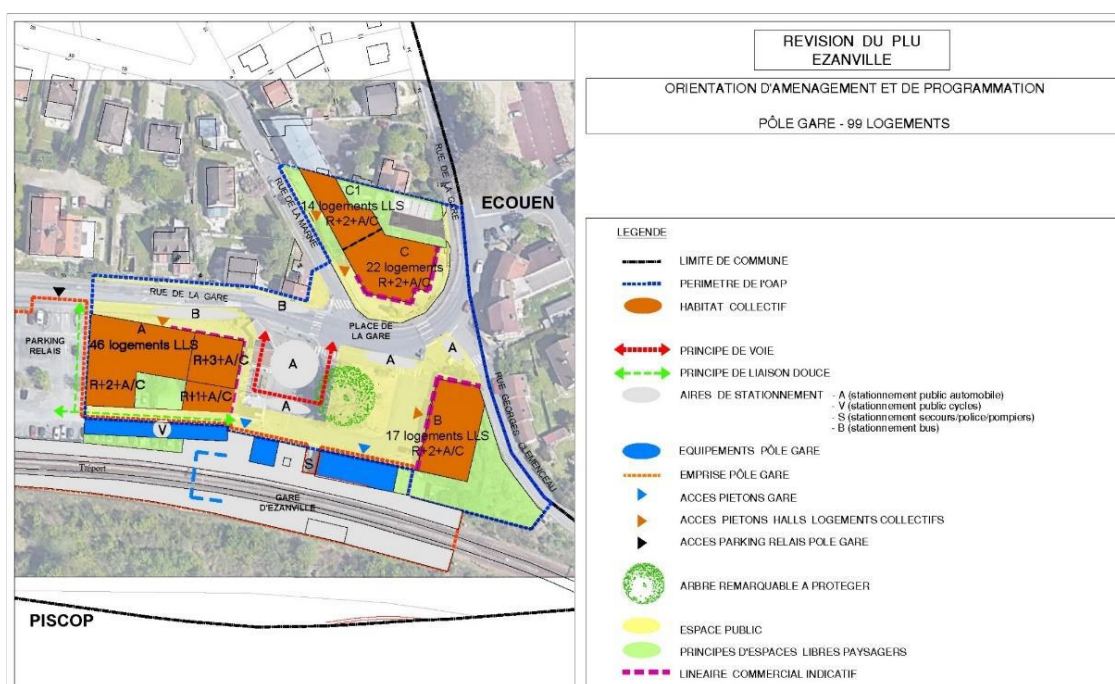 REVISION DU PLU
EZANVILLE
ORIENTATION D'AMENAGEMENT ET DE PROGRAMMATION
PÔLE GARE - 99 LOGEMENTS
RUE DE LA GARE
ECOUEN
C1
14 logements LLS
R+2+A/C
RUE DE LA MARNE
C
22 logements
R+2+A/C
RUE DE LA GARE
B
B
PLACE DE
LA GARE
PARKING
RELAIS
A
46 logements LLS
R+3+A/C
R+2+A/C
R+1+A/C
A
A
A
A
B
17 logements LLS
R+2+A/C
RUE GEORGES CLEMENCEAU
V
S
Tréport
GARE
D'EZANVILLE
PISCOP
LEGENDE
LIMITE DE COMMUNE
PERIMETRE DE l'OAP
HABITAT COLLECTIF
PRINCIPE DE VOIE
PRINCIPE DE LIAISON DOUCE
AIRES DE STATIONNEMENT - A (stationnement public automobile)
- V (stationnement public cycles)
- S (stationnement secours/police/pompiers)
- B (stationnement bus)
EQUIPEMENTS PÔLE GARE
EMPRISE PÔLE GARE
ACCES PIETONS GARE
ACCES PIETONS HALLS LOGEMENTS COLLECTIFS
ACCES PARKING RELAIS POLE GARE
ARBRE REMARQUABLE A PROTEGER
ESPACE PUBLIC
PRINCIPES D'ESPACES LIBRES PAYSAGERS
LINEAIRE COMMERCIAL INDICATIF